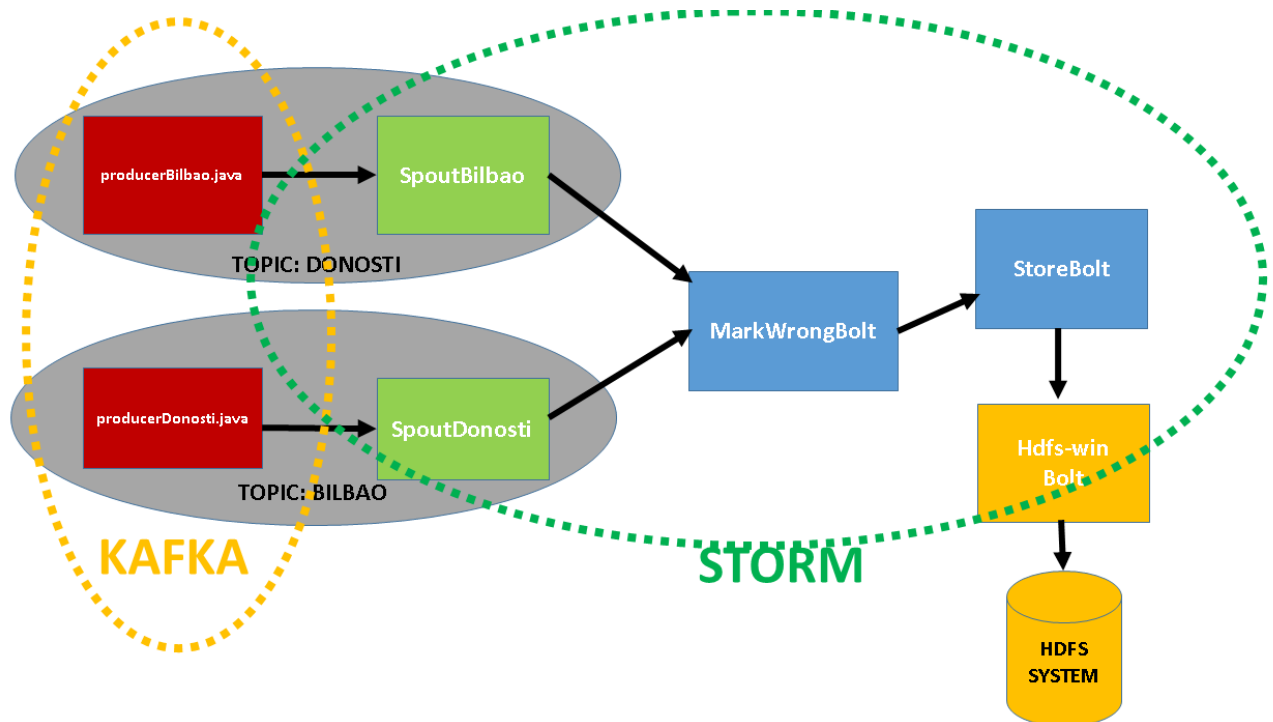 producerBilbao.java
SpoutBilbao
TOPIC: DONOSTI
StoreBolt
MarkWrongBolt
producerDonosti.java
SpoutDonosti
TOPIC: BILBAO
Hdfs-win
Bolt
KAFKA
STORM
HDFS
SYSTEM